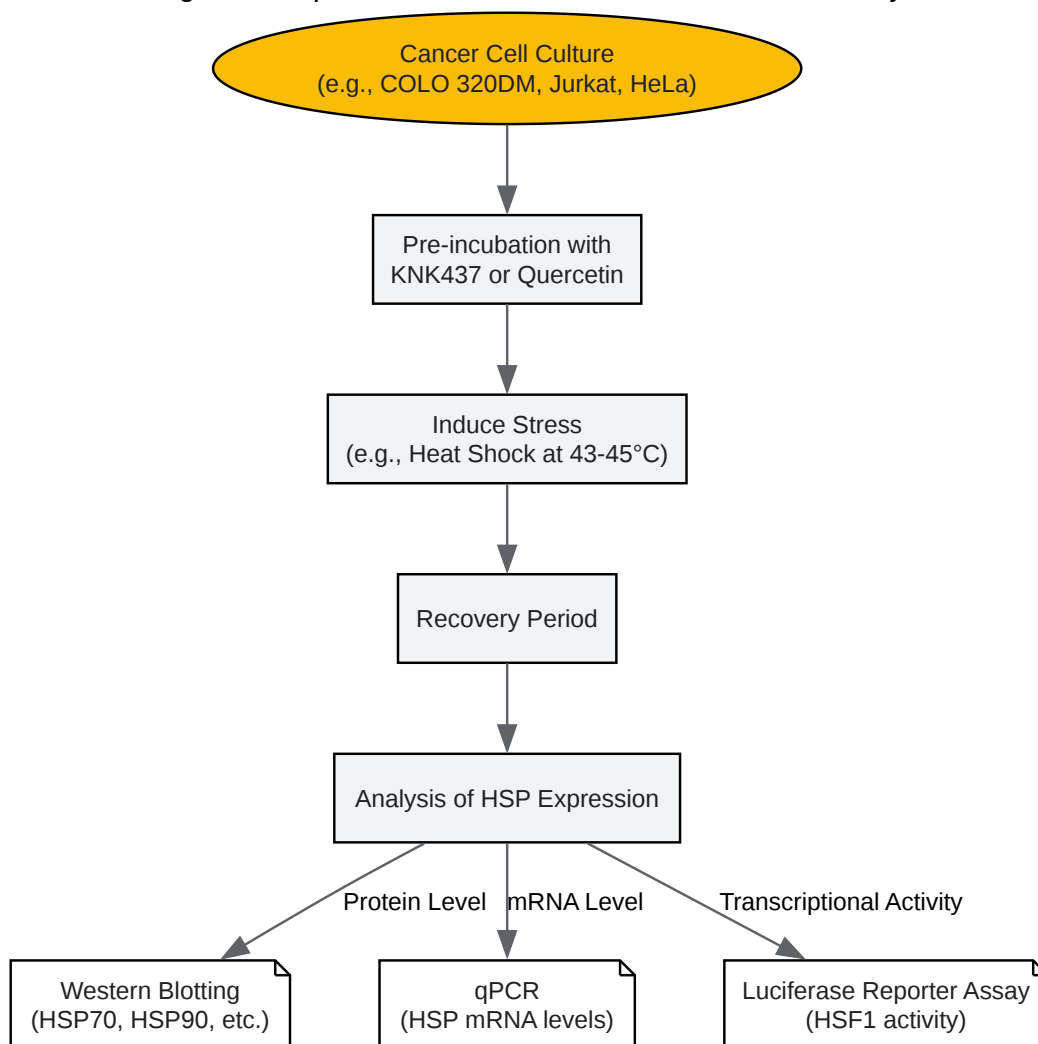 Cancer Cell Culture
(e.g., COLO 320DM, Jurkat, HeLa)
Pre-incubation with
KNK437 or Quercetin
Induce Stress
(e.g., Heat Shock at 43-45°C)
Recovery Period
Analysis of HSP Expression
Protein Level
mRNA Level
Transcriptional Activity
Western Blotting
(HSP70, HSP90, etc.)
qPCR
(HSP mRNA levels)
Luciferase Reporter Assay
(HSF1 activity)